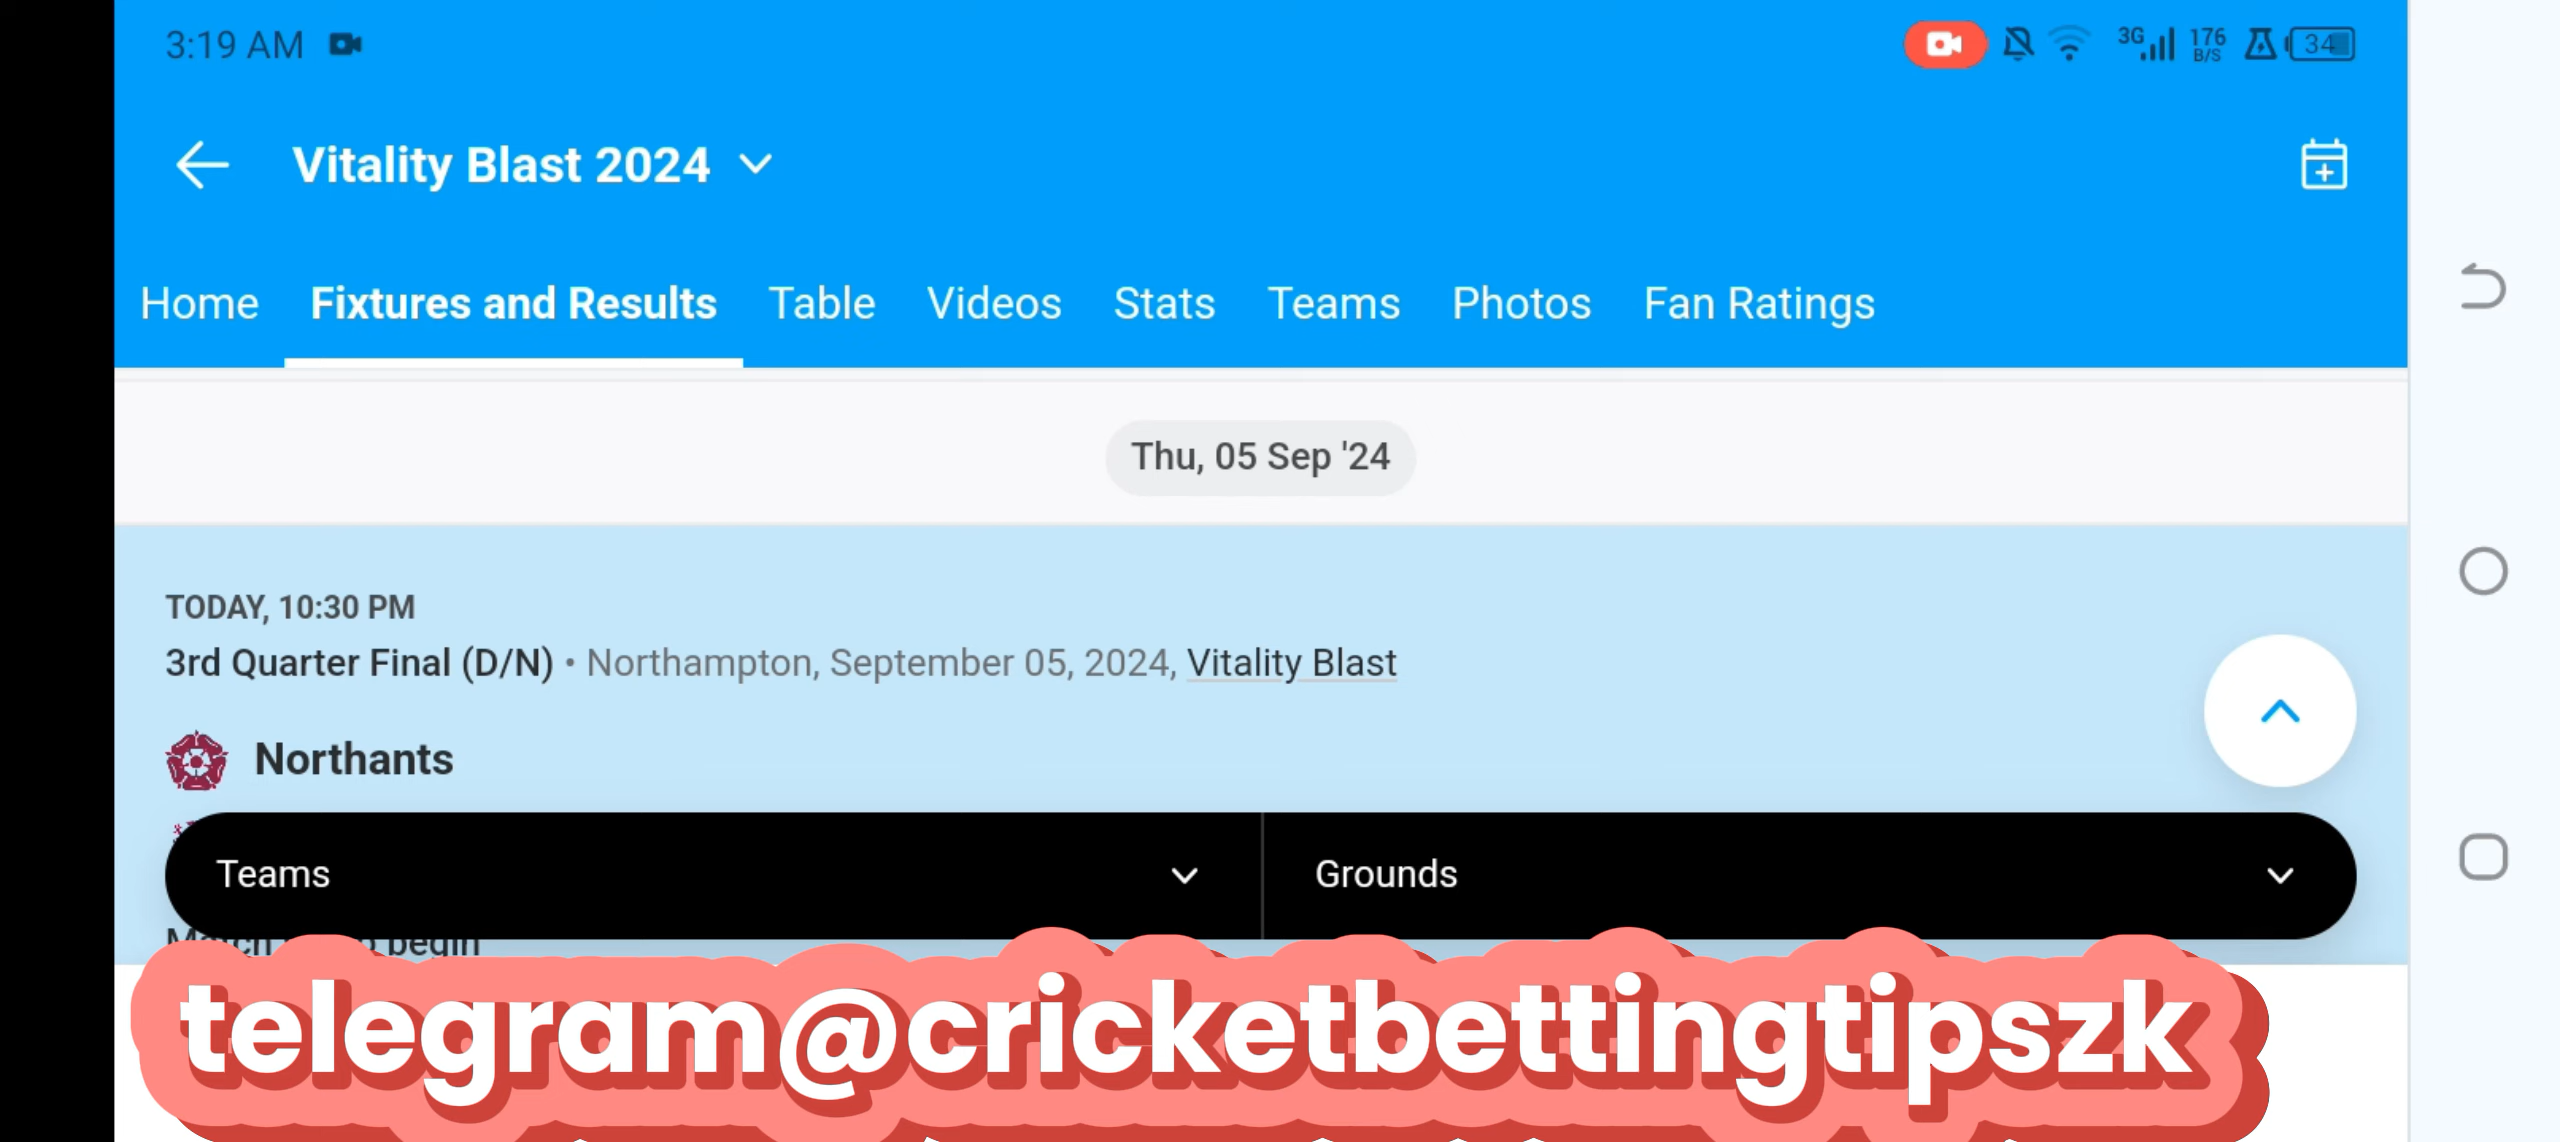 3:19 AM
3G 176 B/S 34
Vitality Blast 2024
Home Fixtures and Results Table Videos Stats Teams Photos Fan Ratings
Thu, 05 Sep '24
TODAY, 10:30 PM
3rd Quarter Final (D/N) • Northampton, September 05, 2024, Vitality Blast
Northants
Teams Grounds
begin
telegram@cricketbettingtipszk